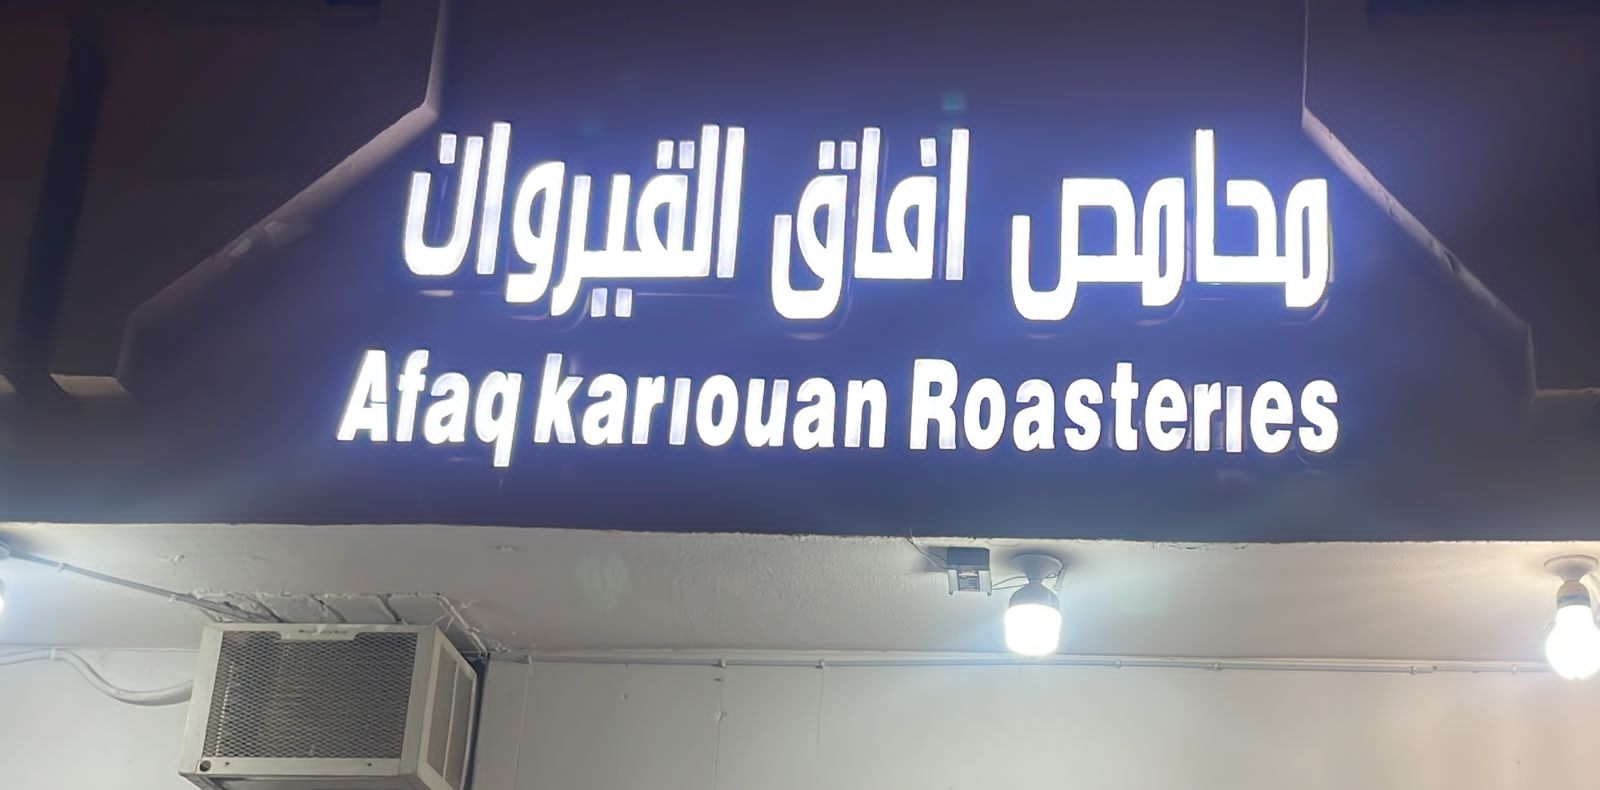 محامص افاق القيروان
Afaq karıouan Roasterıes